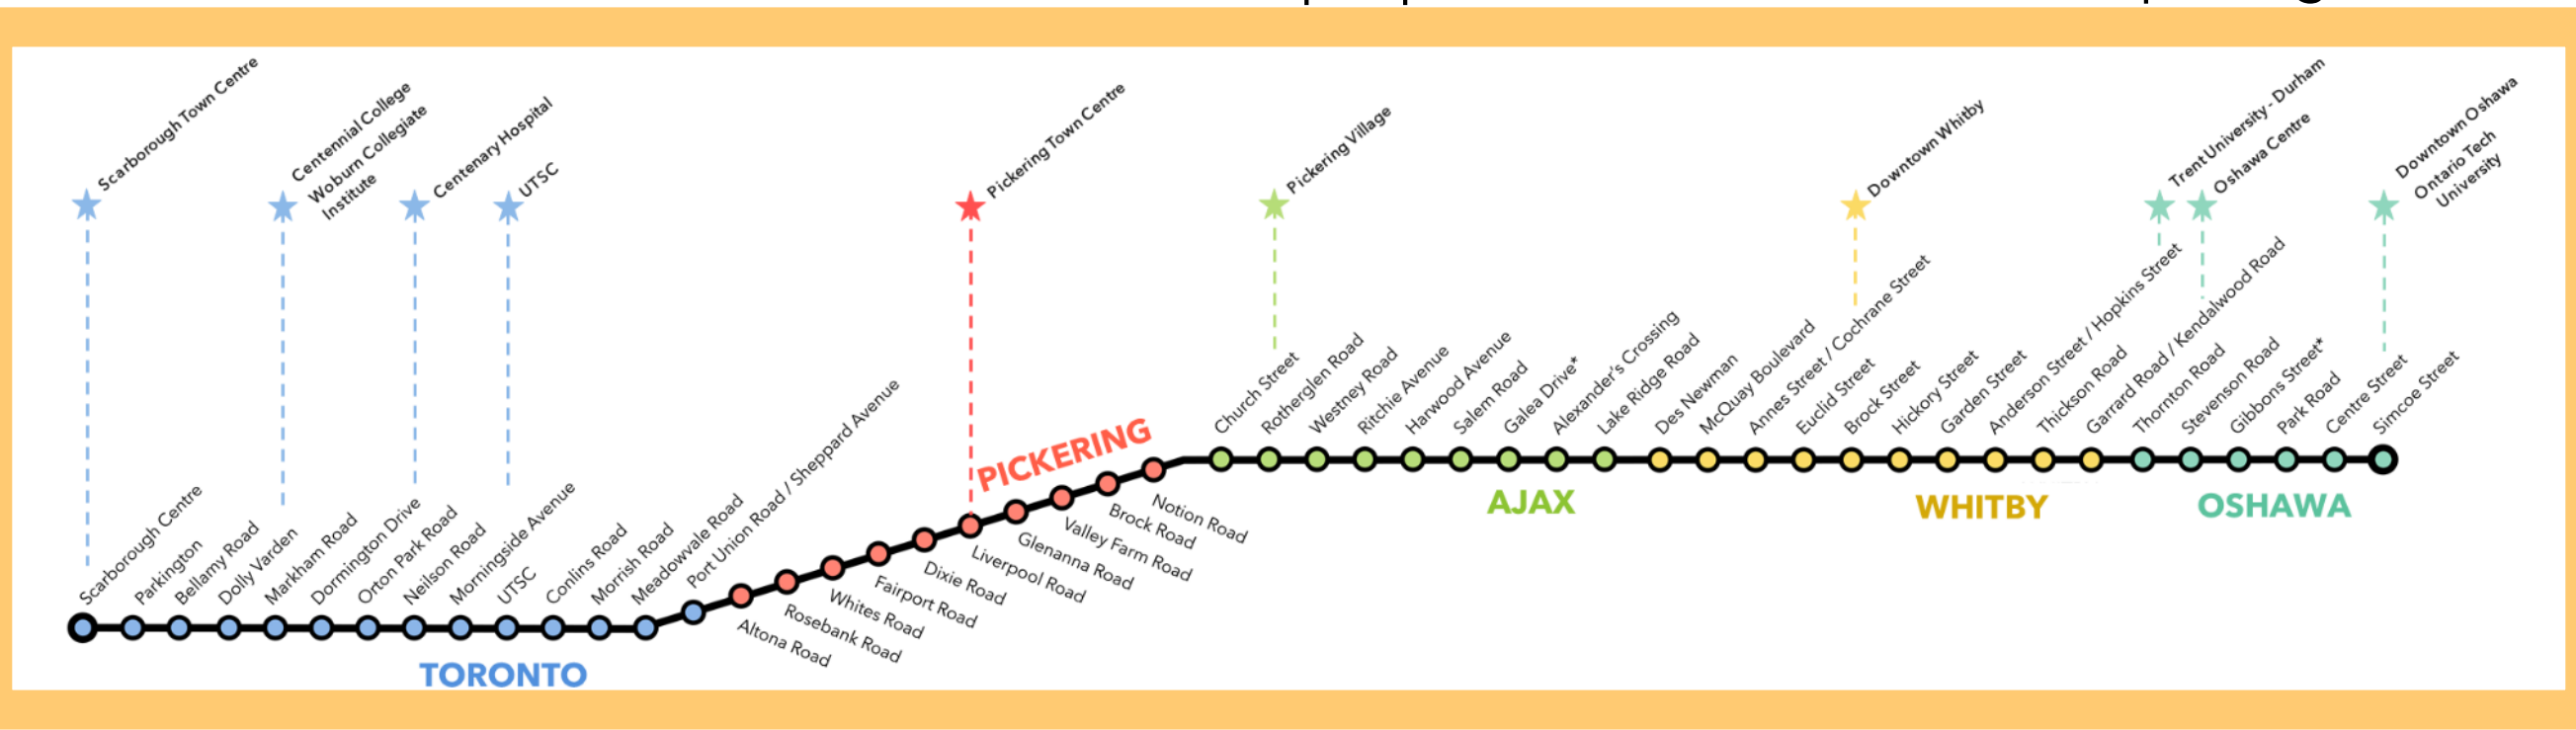 Scarborough Town Centre
Centennial College
Woburn Collegiate
Institute
Centenary Hospital
UTSC
Pickering Town Centre
Pickering Village
Downtown Whitby
Trent University - Durham
Oshawa Centre
Downtown Oshawa
Ontario Tech
University
Scarborough Centre
Parkington
Bellamy Road
Dolly Varden
Markham Road
Dormington Drive
Orton Park Road
Neilson Road
Morningside Avenue
UTSC
Conlins Road
Morrish Road
Meadowvale Road
Port Union Road / Sheppard Avenue
TORONTO
Altona Road
Rosebank Road
Whites Road
Fairport Road
Dixie Road
Liverpool Road
Glenanna Road
Valley Farm Road
Brock Road
Notion Road
PICKERING
Church Street
Rotherglen Road
Westney Road
Ritchie Avenue
Harwood Avenue
Salem Road
Galea Drive*
Alexander's Crossing
Lake Ridge Road
AJAX
Des Newman
McQuay Boulevard
Annes Street / Cochrane Street
Euclid Street
Brock Street
Hickory Street
Garden Street
Anderson Street / Hopkins Street
Thickson Road
Garrard Road / Kendalwood Road
WHITBY
Thornton Road
Stevenson Road
Gibbons Street*
Park Road
Centre Street
Simcoe Street
OSHAWA